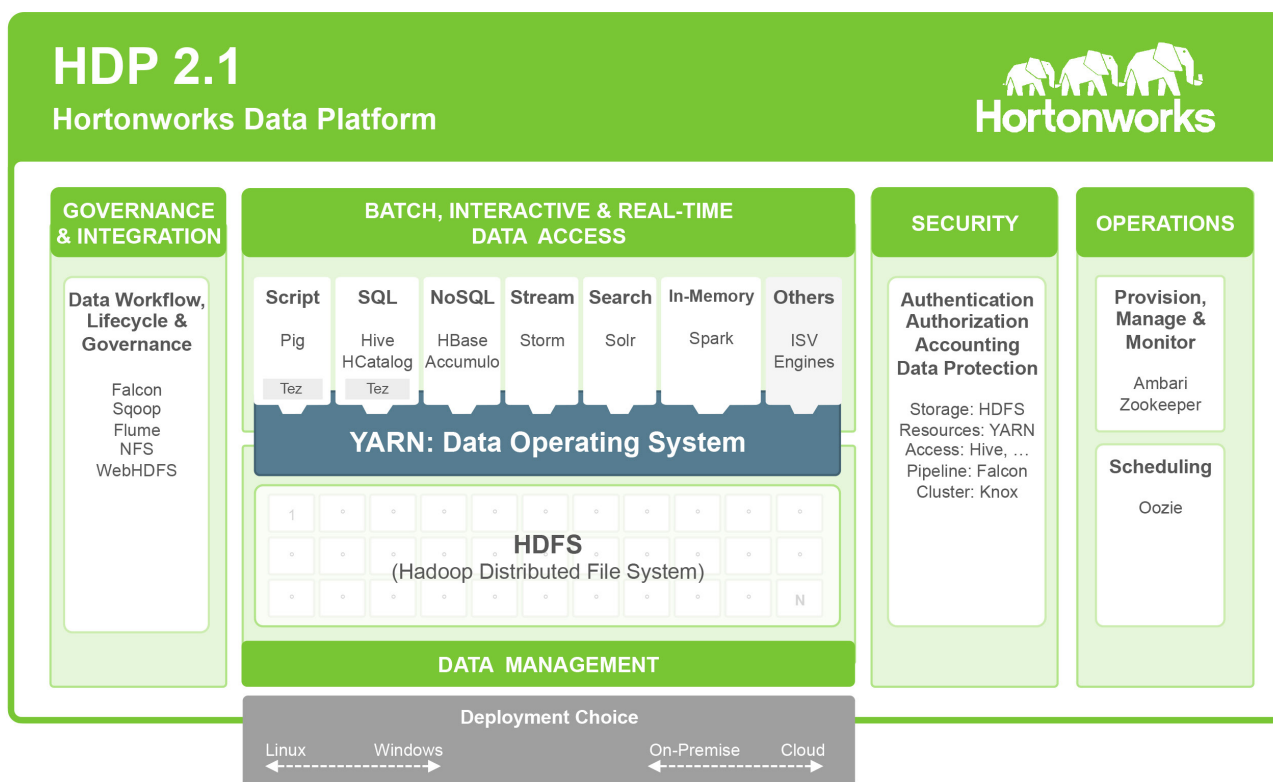 HDP 2.1
Hortonworks Data Platform
Hortonworks
GOVERNANCE
& INTEGRATION
Data Workflow,
Lifecycle &
Governance
Falcon
Sqoop
Flume
NFS
WebHDFS
BATCH, INTERACTIVE & REAL-TIME
DATA ACCESS
Script
Pig
Tez
SQL
Hive
HCatalog
Tez
NoSQL
HBase
Accumulo
Stream
Storm
Search
Solr
In-Memory
Spark
Others
ISV
Engines
YARN: Data Operating System
1
HDFS
(Hadoop Distributed File System)
N
DATA MANAGEMENT
SECURITY
Authentication
Authorization
Accounting
Data Protection
Storage: HDFS
Resources: YARN
Access: Hive, …
Pipeline: Falcon
Cluster: Knox
OPERATIONS
Provision,
Manage &
Monitor
Ambari
Zookeeper
Scheduling
Oozie
Deployment Choice
Linux Windows On-Premise Cloud